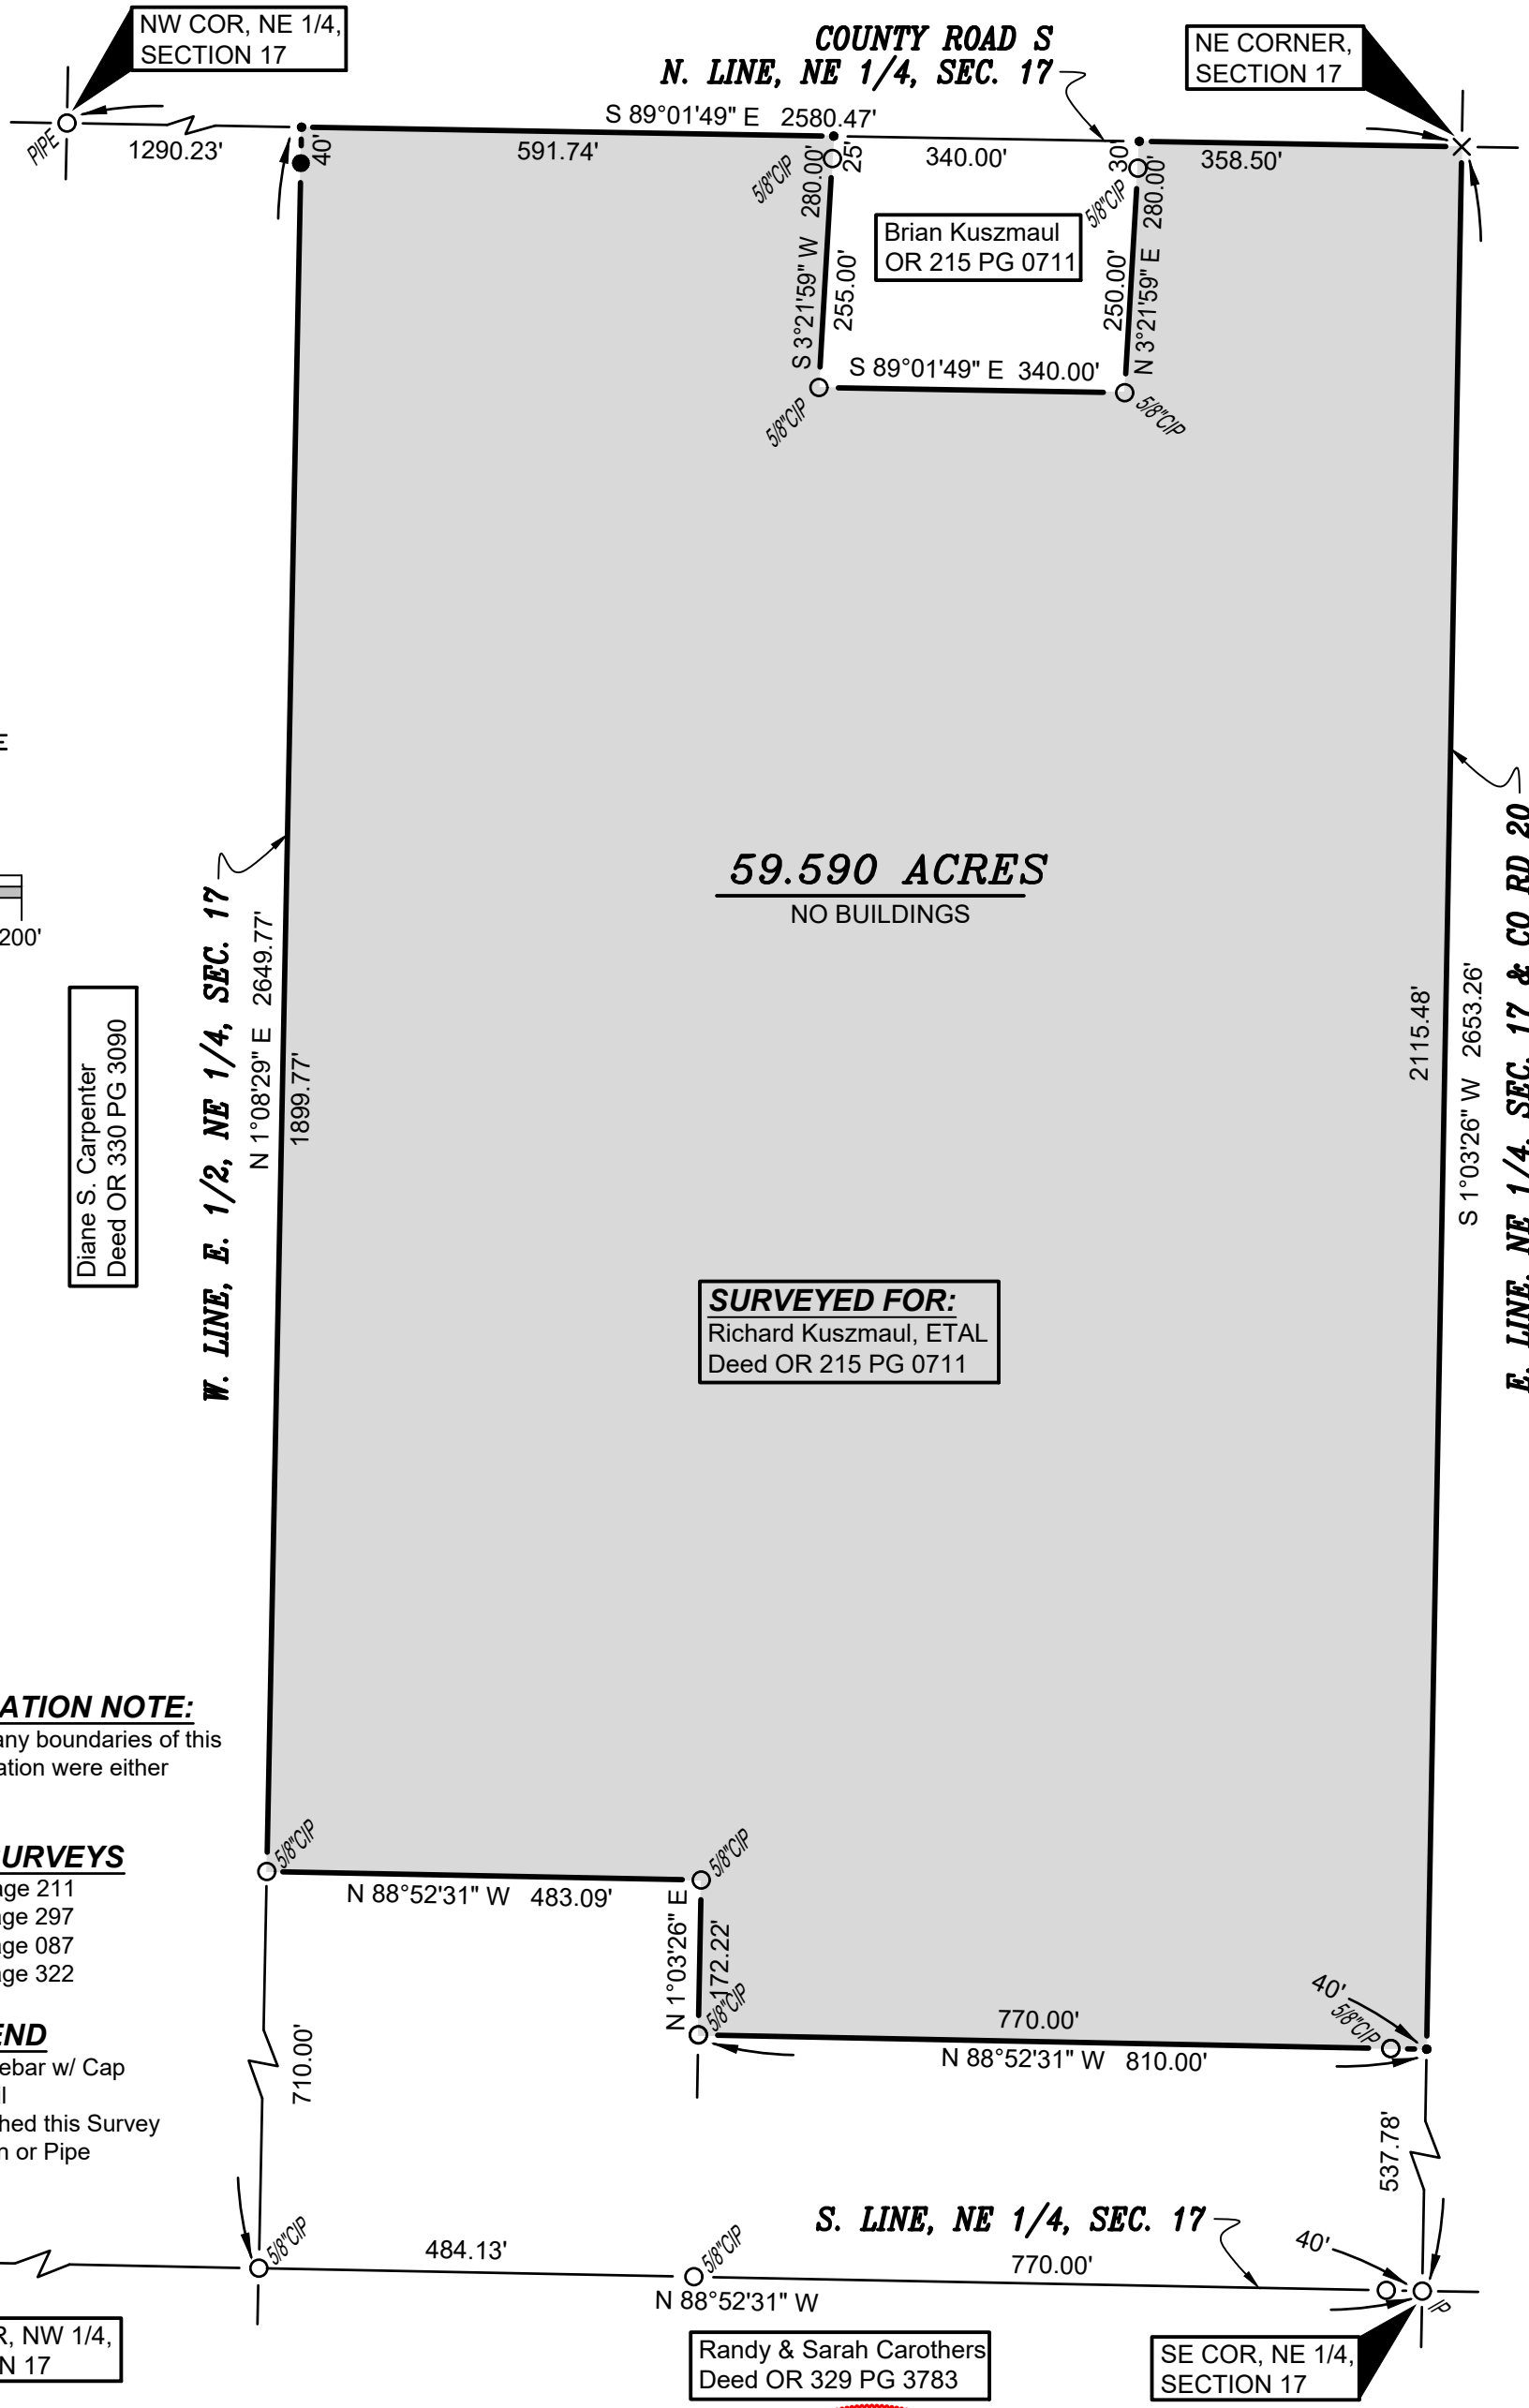 NW COR, NE 1/4,
SECTION 17
COUNTY ROAD S
N. LINE, NE 1/4, SEC. 17
NE CORNER,
SECTION 17
PIPE
1290.23'
S 89°01'49" E 2580.47'
591.74'
40'
5/8"CIP
25'
340.00'
30'
5/8"CIP
358.50'
S 3°21'59" W 280.00'
255.00'
Brian Kuszmaul
OR 215 PG 0711
250.00'
N 3°21'59" E 280.00'
S 89°01'49" E 340.00'
5/8"CIP
5/8"CIP
E
200'
59.590 ACRES
NO BUILDINGS
W. LINE, E. 1/2, NE 1/4, SEC. 17
N 1°08'29" E 2649.77'
1899.77'
Diane S. Carpenter
Deed OR 330 PG 3090
2115.48'
S 1°03'26" W 2653.26'
E. LINE, NE 1/4, SEC. 17 & CO RD 20
SURVEYED FOR:
Richard Kuszmaul, ETAL
Deed OR 215 PG 0711
ATION NOTE:
any boundaries of this
ation were either
URVEYS
age 211
age 297
age 087
age 322
END
ebar w/ Cap
il
hed this Survey
n or Pipe
5/8"CIP
N 88°52'31" W 483.09'
5/8"CIP
N 1°03'26" E
172.22'
5/8"CIP
770.00'
N 88°52'31" W 810.00'
40'
5/8"CIP
710.00'
537.78'
5/8"CIP
484.13'
5/8"CIP
S. LINE, NE 1/4, SEC. 17
770.00'
40'
N 88°52'31" W
IP
R, NW 1/4,
N 17
Randy & Sarah Carothers
Deed OR 329 PG 3783
SE COR, NE 1/4,
SECTION 17